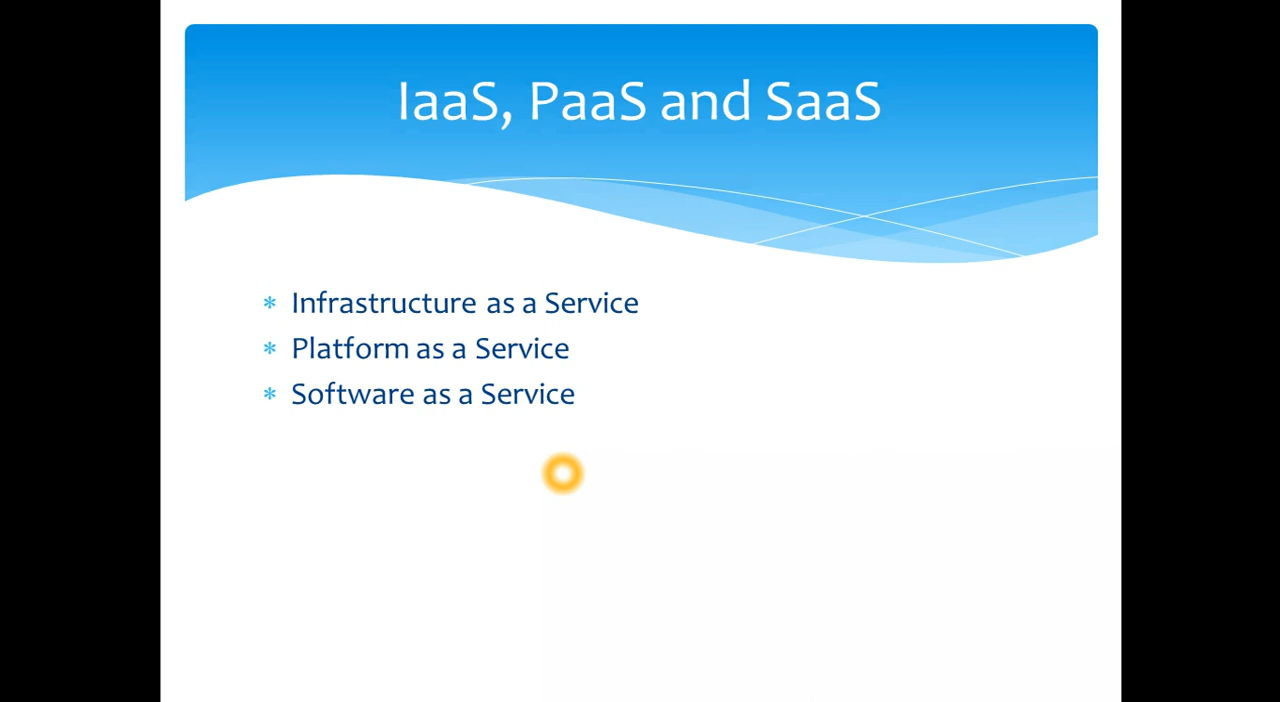 IaaS, PaaS and SaaS
* Infrastructure as a Service
* Platform as a Service
* Software as a Service